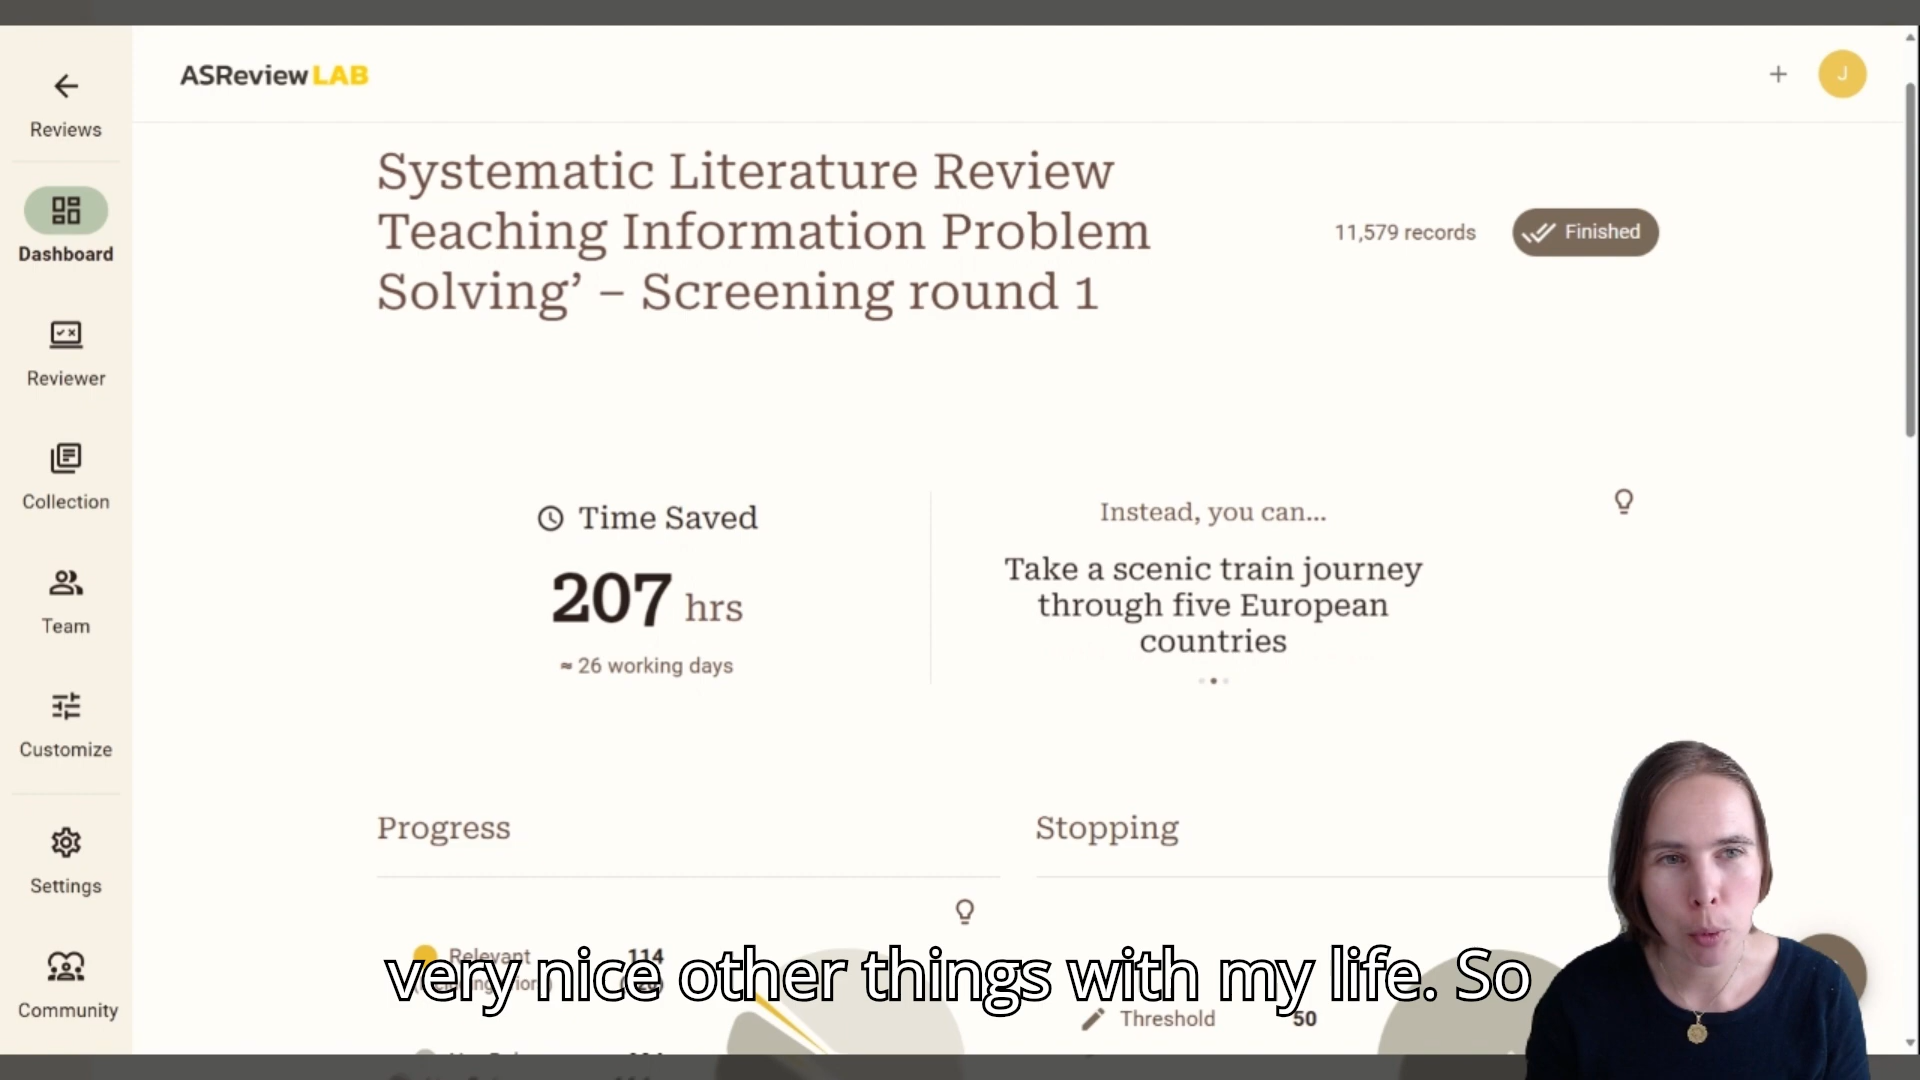 ASReview LAB
J
Reviews
Dashboard
Reviewer
Collection
Team
Customize
Settings
Community
Systematic Literature Review
Teaching Information Problem
Solving’ – Screening round 1
11,579 records
Finished
Time Saved
207 hrs
≈ 26 working days
Instead, you can...
Take a scenic train journey
through five European
countries
Progress
Stopping
Relevant 114
Threshold 50
very nice other things with my life. So